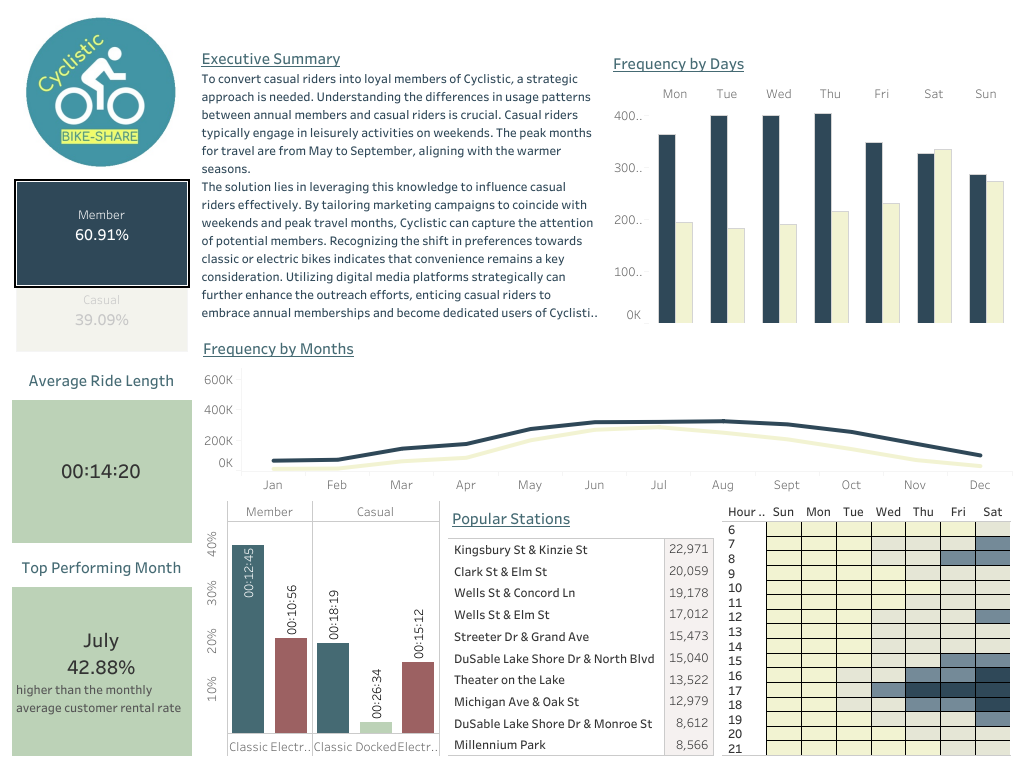 Cyclistic
BIKE-SHARE
Member
60.91%
Casual
39.09%
Average Ride Length
00:14:20
Top Performing Month
July
42.88%
higher than the monthly
average customer rental rate
Executive Summary
To convert casual riders into loyal members of Cyclistic, a strategic
approach is needed. Understanding the differences in usage patterns
between annual members and casual riders is crucial. Casual riders
typically engage in leisurely activities on weekends. The peak months
for travel are from May to September, aligning with the warmer
seasons.
The solution lies in leveraging this knowledge to influence casual
riders effectively. By tailoring marketing campaigns to coincide with
weekends and peak travel months, Cyclistic can capture the attention
of potential members. Recognizing the shift in preferences towards
classic or electric bikes indicates that convenience remains a key
consideration. Utilizing digital media platforms strategically can
further enhance the outreach efforts, enticing casual riders to
embrace annual memberships and become dedicated users of Cyclisti..
Frequency by Days
Mon Tue Wed Thu Fri Sat Sun
400..
300..
200..
100..
0K
Frequency by Months
600K
400K
200K
0K
Jan Feb Mar Apr May Jun Jul Aug Sept Oct Nov Dec
Member Casual
40%
30%
20%
10%
00:12:45
00:10:56
00:18:19
00:26:34
00:15:12
Classic Electr.. Classic Docked Electr..
Popular Stations
Kingsbury St & Kinzie St 22,971
Clark St & Elm St 20,059
Wells St & Concord Ln 19,178
Wells St & Elm St 17,012
Streeter Dr & Grand Ave 15,473
DuSable Lake Shore Dr & North Blvd 15,040
Theater on the Lake 13,522
Michigan Ave & Oak St 12,979
DuSable Lake Shore Dr & Monroe St 8,612
Millennium Park 8,566
Hour .. Sun Mon Tue Wed Thu Fri Sat
6
7
8
9
10
11
12
13
14
15
16
17
18
19
20
21